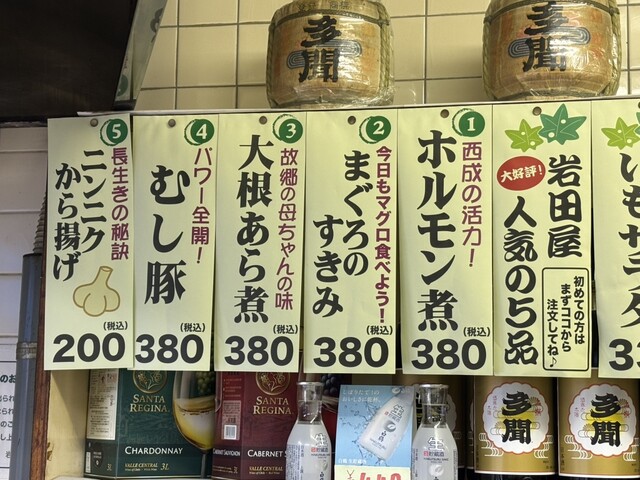 多聞
多聞
大好評！
岩田屋
人気の5品
初めての方は
まずココから
注文してね♪
①
西成の活力！
ホルモン煮
(税込)
380
②
今日もマグロ食べよう！
まぐろの
すきみ
(税込)
380
③
故郷の母ちゃんの味
大根あら煮
(税込)
380
④
パワー全開！
むし豚
(税込)
380
⑤
長生きの秘訣
ニンニク
から揚げ
(税込)
200
SANTA
REGINA
CHARDONNAY
VALLE CENTRAL
3L
SANTA
REGINA
CABERNET S
VALLE CENTRAL
多聞
多聞